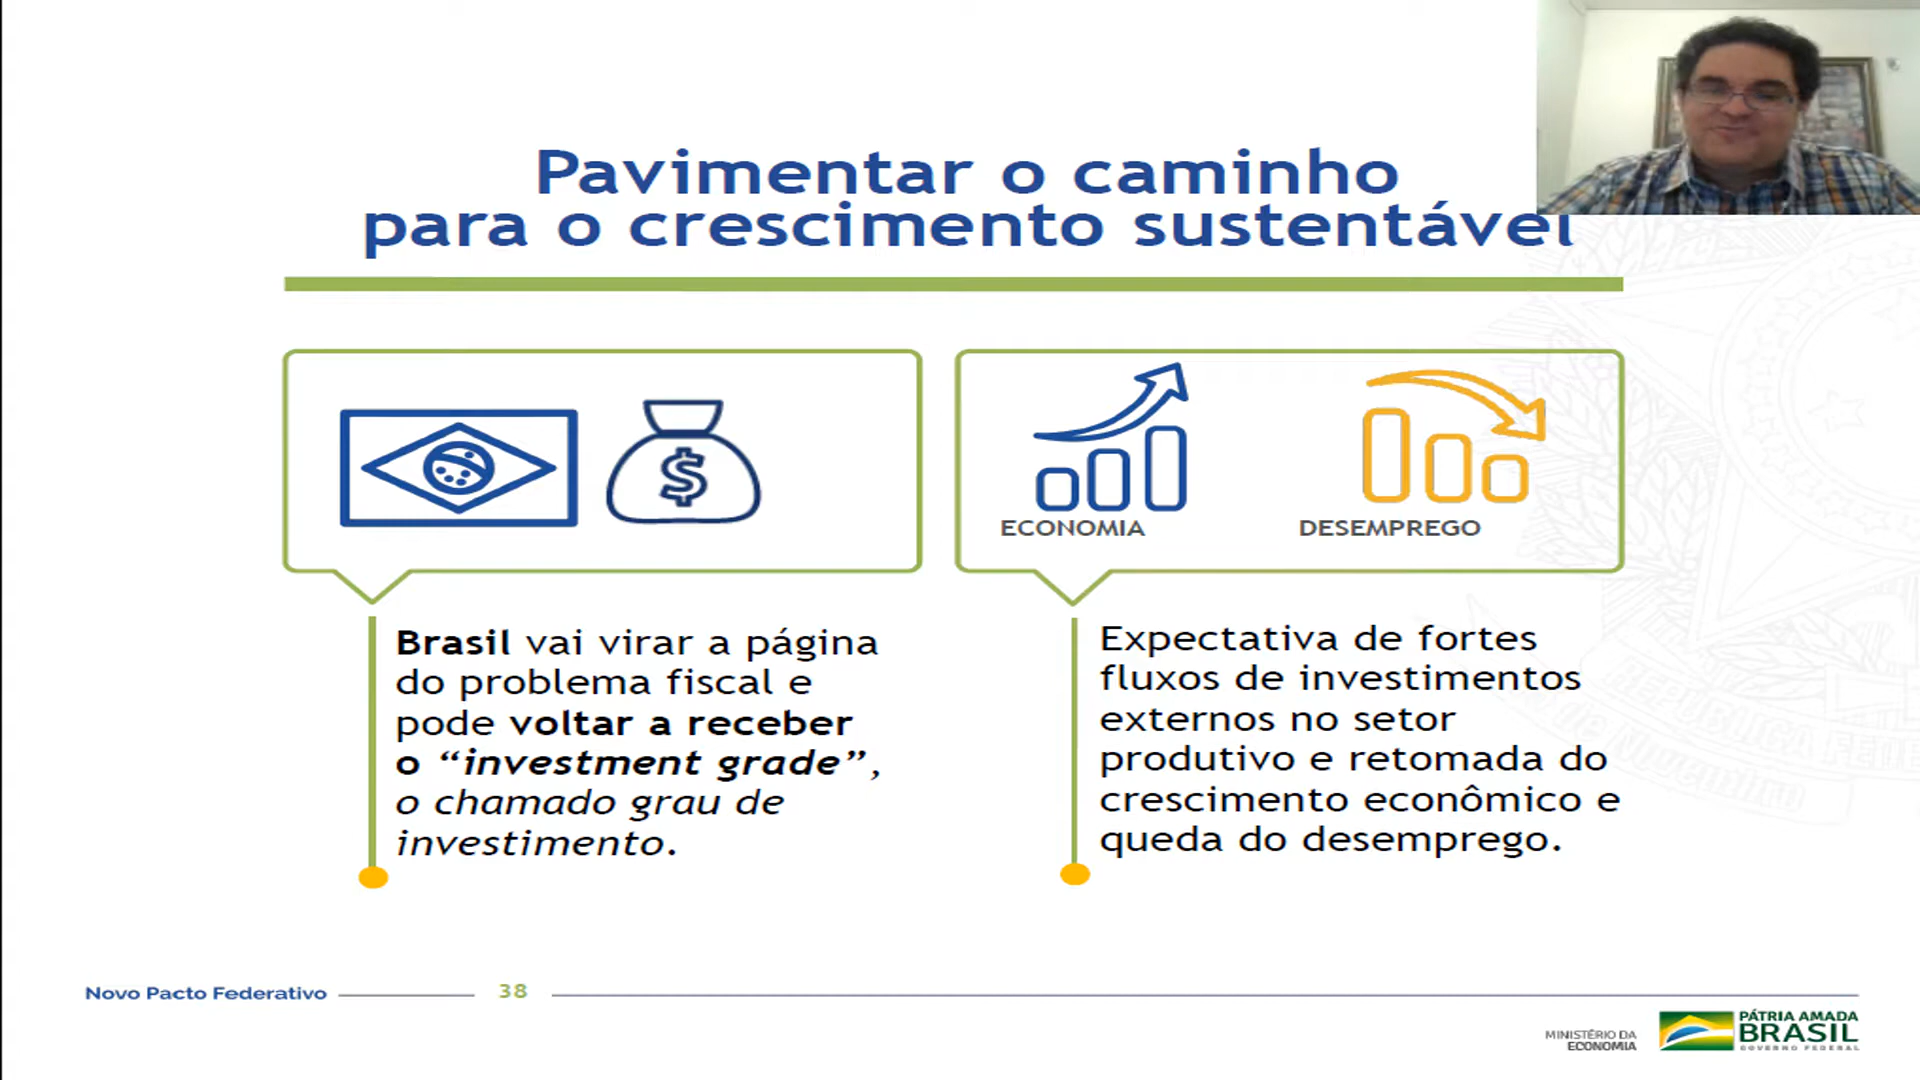 Pavimentar o caminho
para o crescimento sustentável
$
ECONOMIA
DESEMPREGO
Brasil vai virar a página
do problema fiscal e
pode voltar a receber
o “investment grade”,
o chamado grau de
investimento.
Expectativa de fortes
fluxos de investimentos
externos no setor
produtivo e retomada do
crescimento econômico e
queda do desemprego.
Novo Pacto Federativo
38
MINISTÉRIO DA
ECONOMIA
PÁTRIA AMADA
BRASIL
GOVERNO FEDERAL